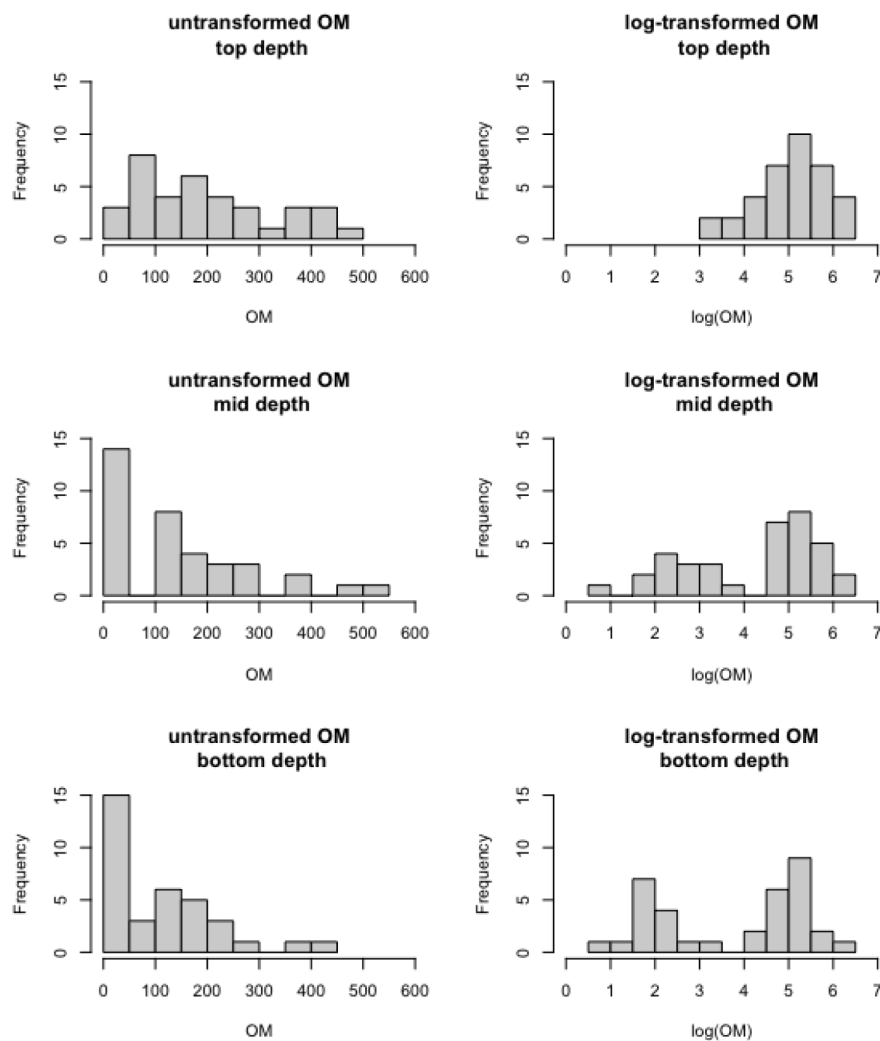 untransformed OM
top depth
Frequency
15
10
5
0
0 100 200 300 400 500 600
OM
log-transformed OM
top depth
Frequency
15
10
5
0
0 1 2 3 4 5 6 7
log(OM)
untransformed OM
mid depth
Frequency
15
10
5
0
0 100 200 300 400 500 600
OM
log-transformed OM
mid depth
Frequency
15
10
5
0
0 1 2 3 4 5 6 7
log(OM)
untransformed OM
bottom depth
Frequency
15
10
5
0
0 100 200 300 400 500 600
OM
log-transformed OM
bottom depth
Frequency
15
10
5
0
0 1 2 3 4 5 6 7
log(OM)